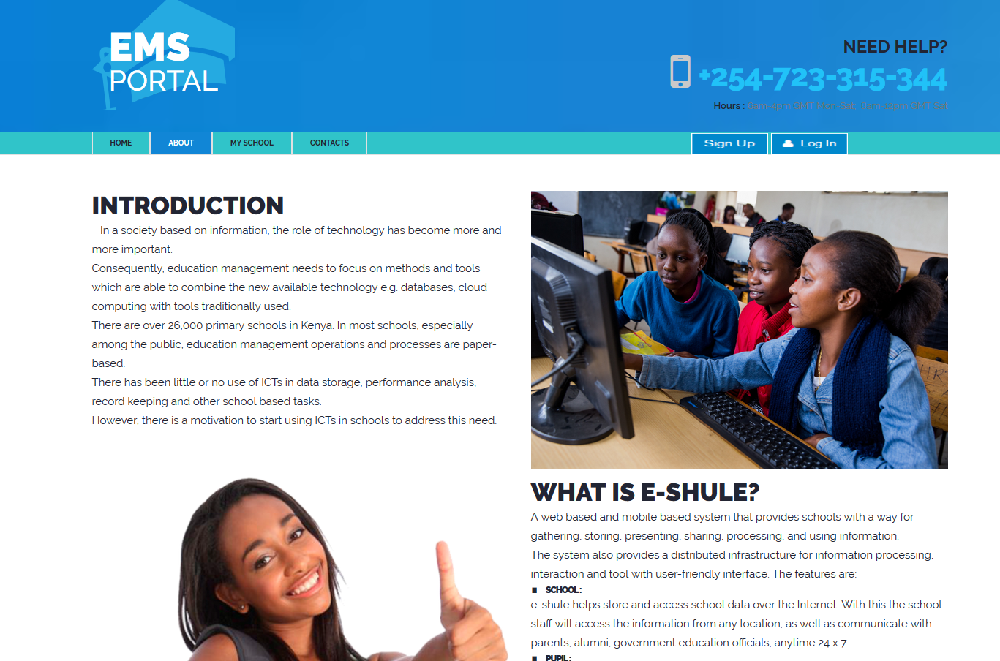 EMS
PORTAL
NEED HELP?
+254-723-315-344
Hours : 6am-4pm GMT Mon-Sat; 8am-12pm GMT Sat
HOME
ABOUT
MY SCHOOL
CONTACTS
Sign Up
Log In
INTRODUCTION
In a society based on information, the role of technology has become more and
more important.
Consequently, education management needs to focus on methods and tools
which are able to combine the new available technology e.g. databases, cloud
computing with tools traditionally used.
There are over 26,000 primary schools in Kenya. In most schools, especially
among the public, education management operations and processes are paper-
based.
There has been little or no use of ICTs in data storage, performance analysis,
record keeping and other school based tasks.
However, there is a motivation to start using ICTs in schools to address this need.
WHAT IS E-SHULE?
A web based and mobile based system that provides schools with a way for
gathering, storing, presenting, sharing, processing, and using information.
The system also provides a distributed infrastructure for information processing,
interaction and tool with user-friendly interface. The features are:
SCHOOL:
e-shule helps store and access school data over the Internet. With this the school
staff will access the information from any location, as well as communicate with
parents, alumni, government education officials, anytime 24 x 7.
PUPIL: